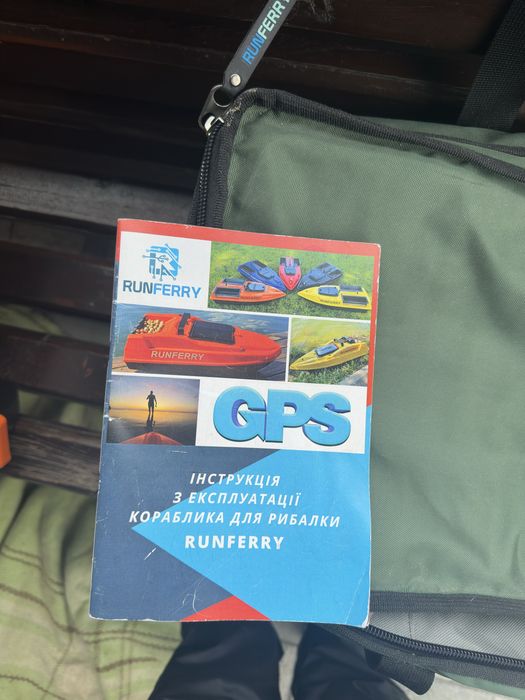 RUNFERRY
RUNFERRY
RUNFERRY
GPS
ІНСТРУКЦІЯ
З ЕКСПЛУАТАЦІЇ
КОРАБЛИКА ДЛЯ РИБАЛКИ
RUNFERRY